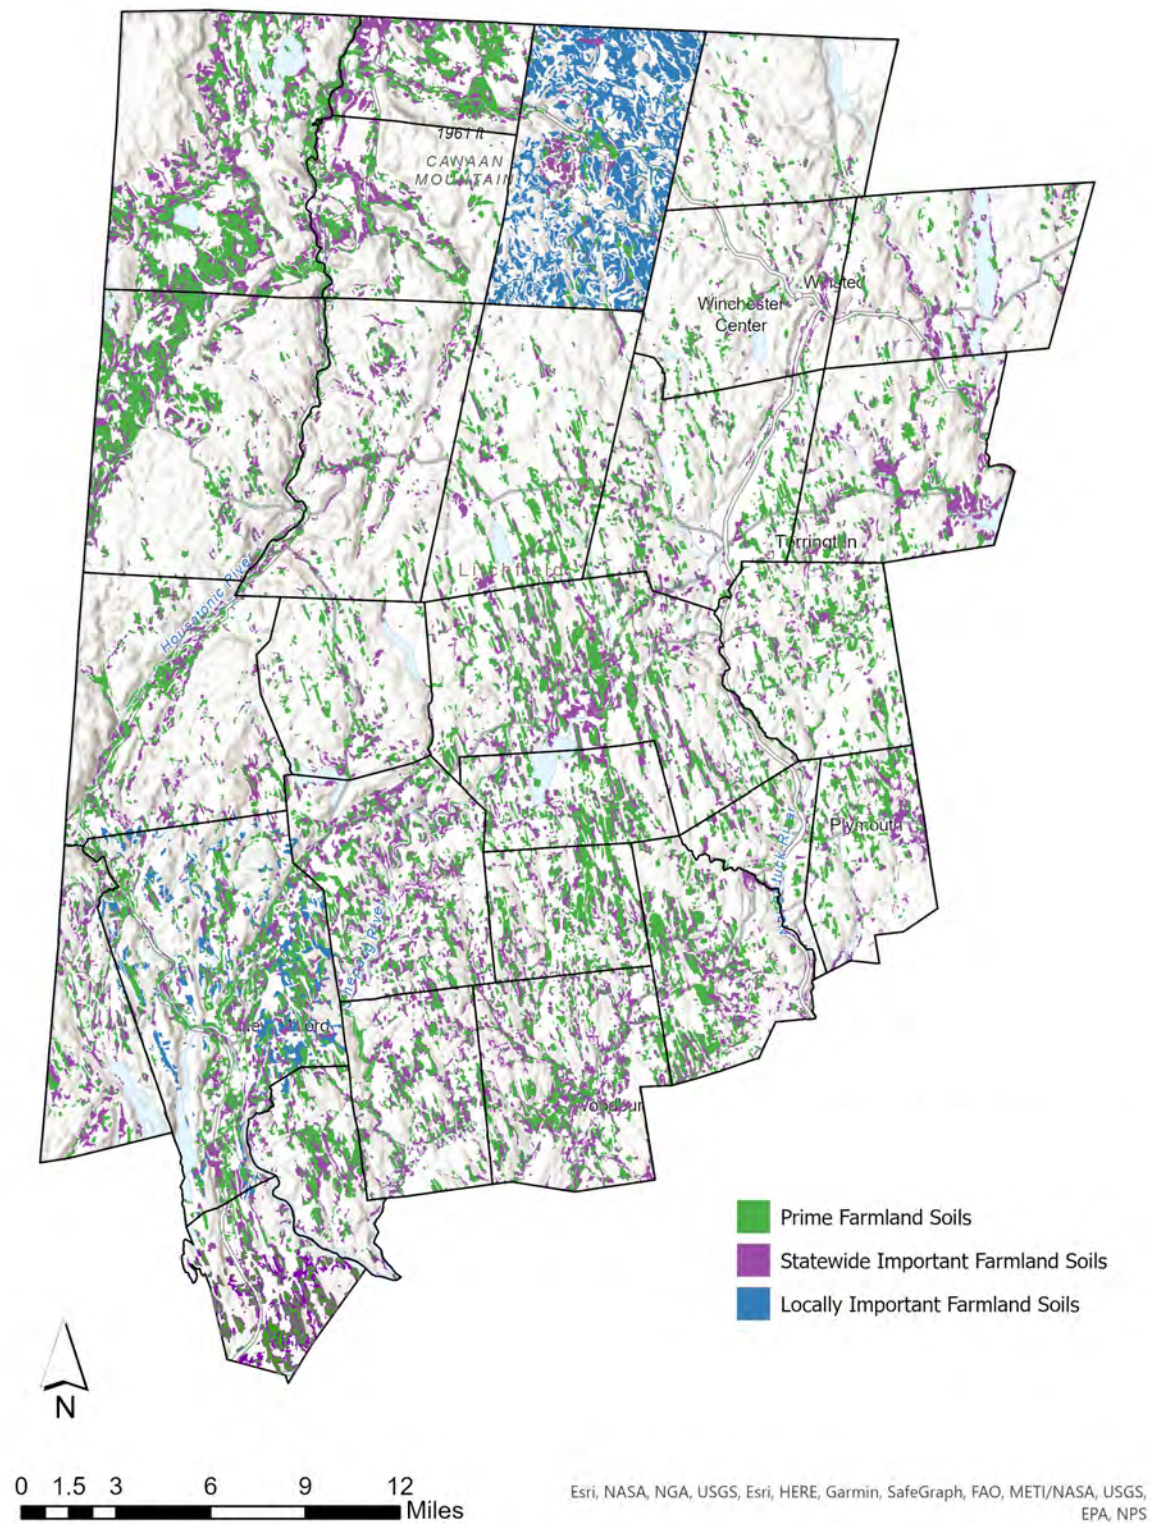 1961 ft
CANAAN
MOUNTAIN
Winsted
Winchester
Center
Torrington
Litchfield
Housatonic River
Plymouth
Prime Farmland Soils
Statewide Important Farmland Soils
Locally Important Farmland Soils
N
0 1.5 3 6 9 12
Miles
Esri, NASA, NGA, USGS, Esri, HERE, Garmin, SafeGraph, FAO, METI/NASA, USGS,
EPA, NPS